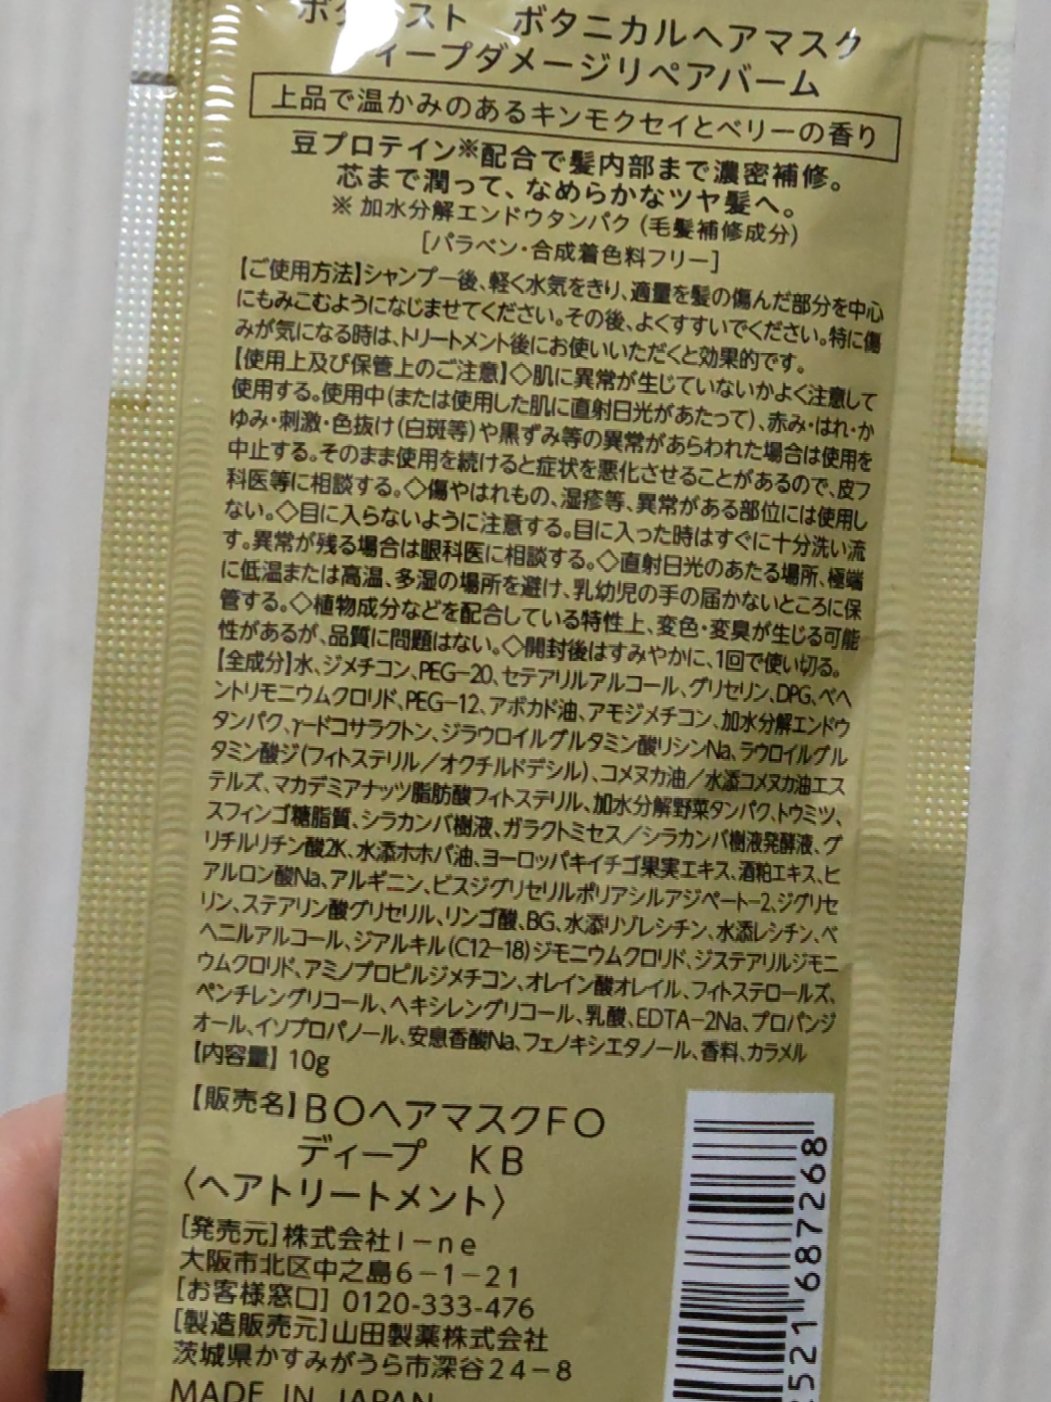 ボタニスト ボタニカルヘアマスク
ィープダメージリペアバーム
上品で温かみのあるキンモクセイとベリーの香り
豆プロテイン※配合で髪内部まで濃密補修。
芯まで潤って、なめらかなツヤ髪へ。
※ 加水分解エンドウタンパク (毛髪補修成分)
[パラベン・合成着色料フリー]
【ご使用方法】シャンプー後、軽く水気をきり、適量を髪の傷んだ部分を中心
にもみこむようになじませてください。その後、よくすすいでください。特に傷
みが気になる時は、トリートメント後にお使いいただくと効果的です。
【使用上及び保管上のご注意】◇肌に異常が生じていないかよく注意して
使用する。使用中(または使用した肌に直射日光があたって)、赤み・はれ・か
ゆみ・刺激・色抜け(白斑等)や黒ずみ等の異常があらわれた場合は使用を
中止する。そのまま使用を続けると症状を悪化させることがあるので、皮フ
科医等に相談する。◇傷やはれもの、湿疹等、異常がある部位には使用し
ない。◇目に入らないように注意する。目に入った時はすぐに十分洗い流
す。異常が残る場合は眼科医に相談する。◇直射日光のあたる場所、極端
に低温または高温、多湿の場所を避け、乳幼児の手の届かないところに保
管する。◇植物成分などを配合している特性上、変色・変臭が生じる可能
性があるが、品質に問題はない。◇開封後はすみやかに、1回で使い切る。
【全成分】水、ジメチコン、PEG-20、セテアリルアルコール、グリセリン、DPG、ベヘ
ントリモニウムクロリド、PEG-12、アボカド油、アモジメチコン、加水分解エンドウ
タンパク、γ-ドコサラクトン、ジラウロイルグルタミン酸リシンNa、ラウロイルグル
タミン酸ジ(フィトステリル/オクチルドデシル)、コメヌカ油/水添コメヌカ油エス
テルズ、マカデミアナッツ脂肪酸フィトステリル、加水分解野菜タンパク、トウミツ、
スフィンゴ糖脂質、シラカンバ樹液、ガラクトミセス/シラカンバ樹液発酵液、グ
リチルリチン酸2K、水添ホホバ油、ヨーロッパキイチゴ果実エキス、酒粕エキス、ヒ
アルロン酸Na、アルギニン、ビスジグリセリルポリアシルアジペート-2、ジグリセ
リン、ステアリン酸グリセリル、リンゴ酸、BG、水添リゾレシチン、水添レシチン、ベ
ヘニルアルコール、ジアルキル(C12-18)ジモニウムクロリド、ジステアリルジモニ
ウムクロリド、アミノプロピルジメチコン、オレイン酸オレイル、フィトステロールズ、
ペンチレングリコール、ヘキシレングリコール、乳酸、EDTA-2Na、プロパンジ
オール、イソプロパノール、安息香酸Na、フェノキシエタノール、香料、カラメル
【内容量】 10g
【販売名】BOヘアマスクFO
ディープ KB
〈ヘアトリートメント〉
[発売元]株式会社I-ne
大阪市北区中之島6-1-21
[お客様窓口] 0120-333-476
[製造販売元]山田製薬株式会社
茨城県かすみがうら市深谷24-8
MADE IN JAPAN
521 687268